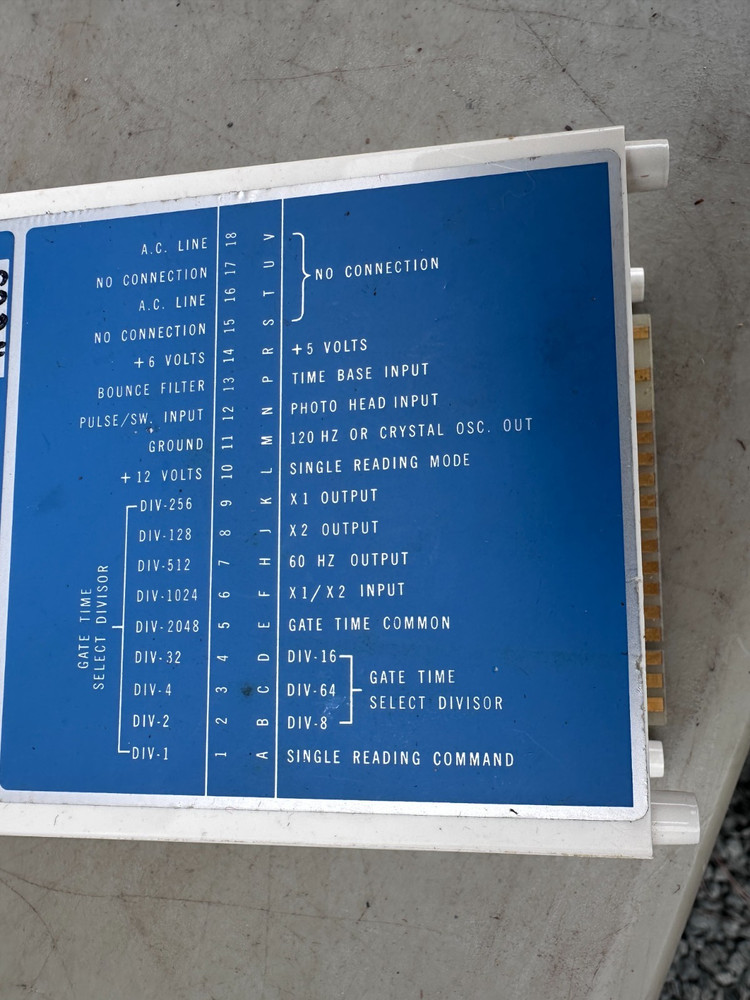 A.C. LINE 18 V
NO CONNECTION 17 U NO CONNECTION
A.C. LINE 16 T
NO CONNECTION 15 S
+6 VOLTS 14 R +5 VOLTS
BOUNCE FILTER 13 P TIME BASE INPUT
PULSE/SW. INPUT 12 N PHOTO HEAD INPUT
GROUND 11 M 120 HZ OR CRYSTAL OSC. OUT
+12 VOLTS 10 L SINGLE READING MODE
DIV-256 9 K X1 OUTPUT
DIV-128 8 J X2 OUTPUT
DIV-512 7 H 60 HZ OUTPUT
DIV-1024 6 F X1/X2 INPUT
DIV-2048 5 E GATE TIME COMMON
DIV-32 4 D DIV-16
DIV-4 3 C DIV-64
DIV-2 2 B DIV-8
DIV-1 1 A SINGLE READING COMMAND
GATE TIME
SELECT DIVISOR
GATE TIME
SELECT DIVISOR